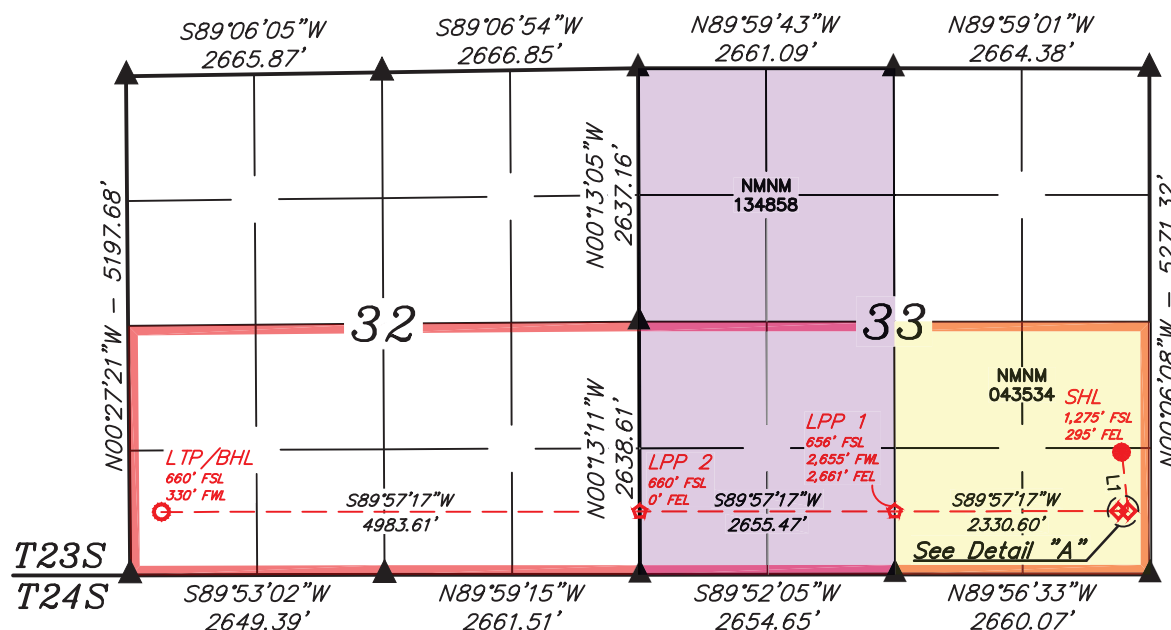 S89°06'05"W
2665.87'
S89°06'54"W
2666.85'
N89°59'43"W
2661.09'
N89°59'01"W
2664.38'
N00°27'21"W – 5197.68'
N00°13'05"W
2637.16'
NMNM
134858
N00°06'08"W – 5271.32'
32
33
N00°13'11"W
2638.61'
NMNM
043534
SHL
1,275' FSL
295' FEL
LPP 1
656' FSL
2,655' FWL
2,661' FEL
LTP/BHL
660' FSL
330' FWL
LPP 2
660' FSL
0' FEL
L1
S89°57'17"W
4983.61'
S89°57'17"W
2655.47'
S89°57'17"W
2330.60'
See Detail "A"
T23S
T24S
S89°53'02"W
2649.39'
N89°59'15"W
2661.51'
S89°52'05"W
2654.65'
N89°56'33"W
2660.07'